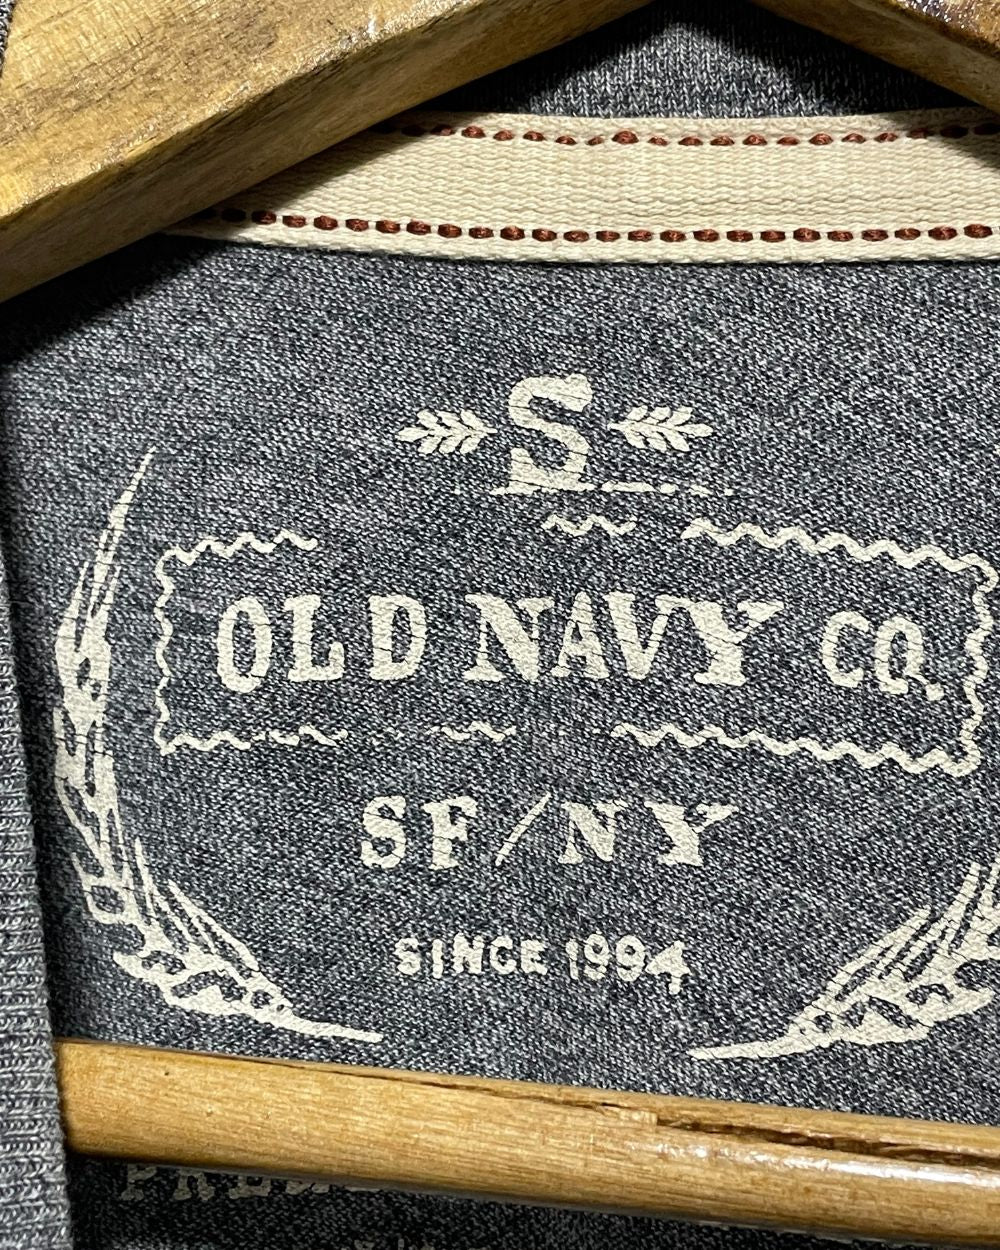 S
OLD NAVY CO.
SF/NY
SINCE 1994